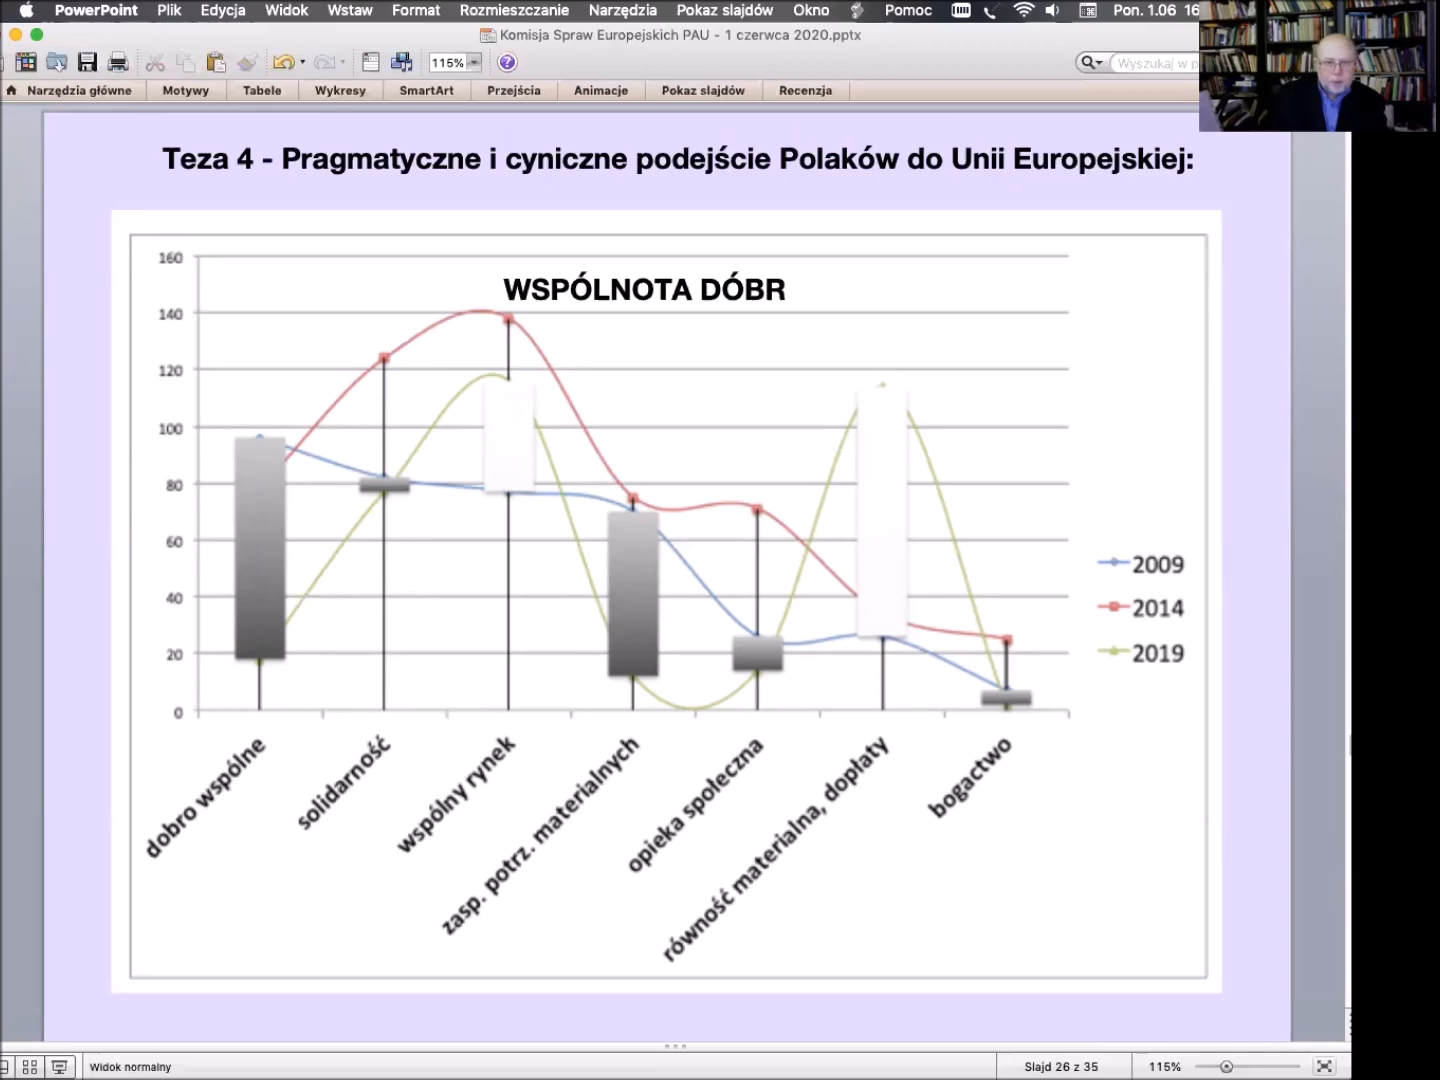 PowerPoint Plik Edycja Widok Wstaw Format Rozmieszczanie Narzędzia Pokaz slajdów Okno Pomoc Pon. 1.06 16
Komisja Spraw Europejskich PAU - 1 czerwca 2020.pptx
115%
Wyszukaj w p
Narzędzia główne Motywy Tabele Wykresy SmartArt Przejścia Animacje Pokaz slajdów Recenzja
Teza 4 - Pragmatyczne i cyniczne podejście Polaków do Unii Europejskiej:
WSPÓLNOTA DÓBR
160
140
120
100
80
60
40
20
0
2009
2014
2019
dobro wspólne
solidarność
wspólny rynek
zasp. potrz. materialnych
opieka społeczna
równość materialna, dopłaty
bogactwo
Widok normalny Slajd 26 z 35 115%